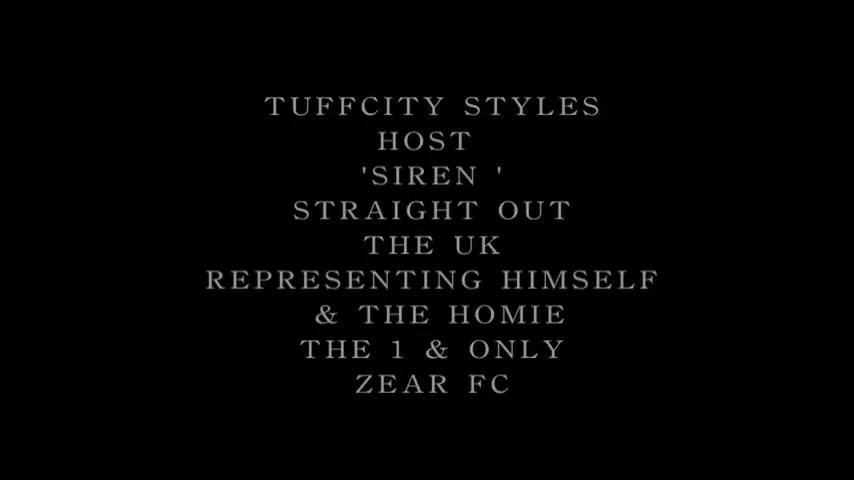 TUFFCITY STYLES
HOST
'SIREN '
STRAIGHT OUT
THE UK
REPRESENTING HIMSELF
& THE HOMIE
THE 1 & ONLY
ZEAR FC